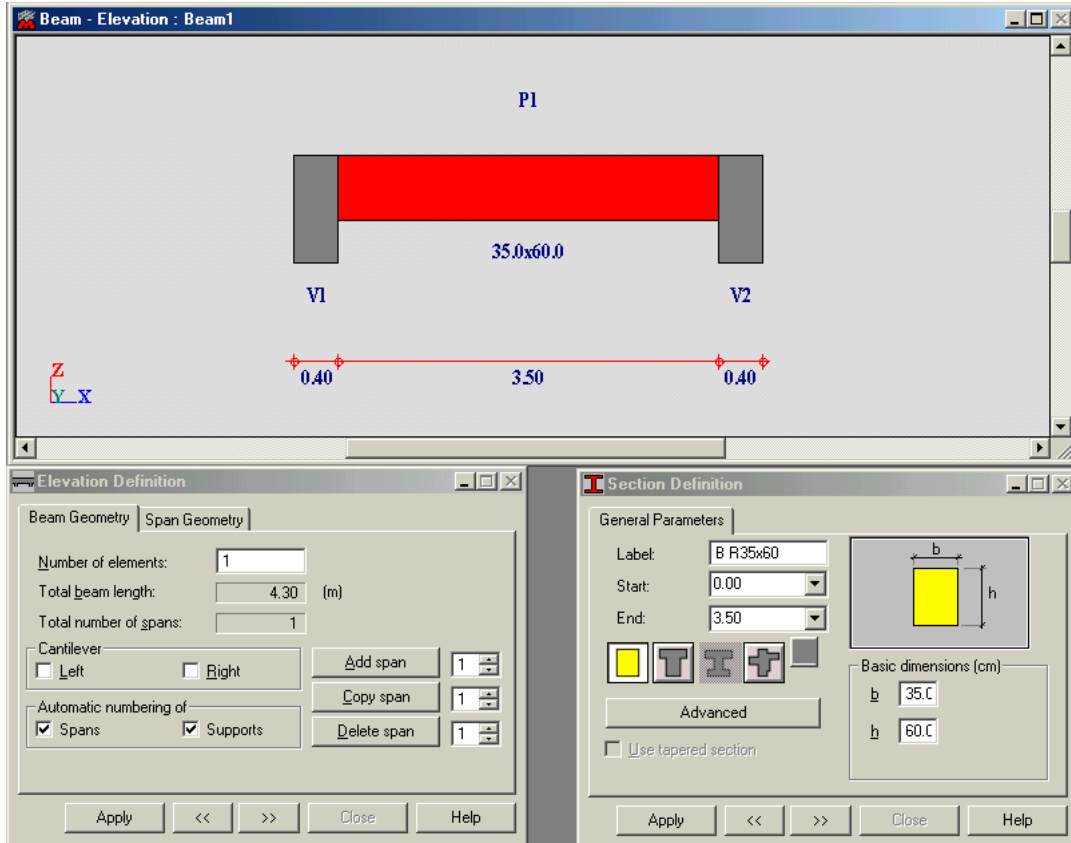 Beam - Elevation : Beam1
P1
35.0x60.0
V1
V2
0.40
3.50
0.40
Z
Y X
Elevation Definition
Beam Geometry
Span Geometry
Number of elements:
1
Total beam length:
4.30
(m)
Total number of spans:
1
Cantilever
Left
Right
Automatic numbering of
Spans
Supports
Add span
1
Copy span
1
Delete span
1
Apply
<<
>>
Close
Help
Section Definition
General Parameters
Label:
B R35x60
Start:
0.00
End:
3.50
Advanced
Use tapered section
b
h
Basic dimensions (cm)
b
35.0
h
60.0
Apply
<<
>>
Close
Help